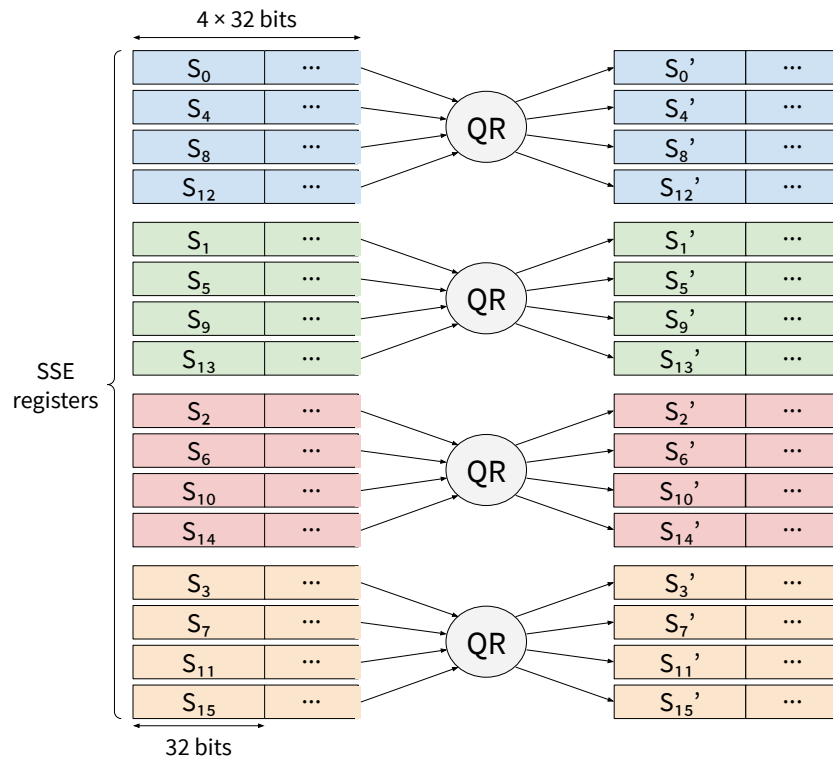 4 × 32 bits
S₀ ··· S₀’ ···
S₄ ··· S₄’ ···
QR
S₈ ··· S₈’ ···
S₁₂ ··· S₁₂’ ···
S₁ ··· S₁’ ···
S₅ ··· S₅’ ···
QR
S₉ ··· S₉’ ···
S₁₃ ··· S₁₃’ ···
SSE
registers
S₂ ··· S₂’ ···
S₆ ··· S₆’ ···
QR
S₁₀ ··· S₁₀’ ···
S₁₄ ··· S₁₄’ ···
S₃ ··· S₃’ ···
S₇ ··· S₇’ ···
QR
S₁₁ ··· S₁₁’ ···
S₁₅ ··· S₁₅’ ···
32 bits